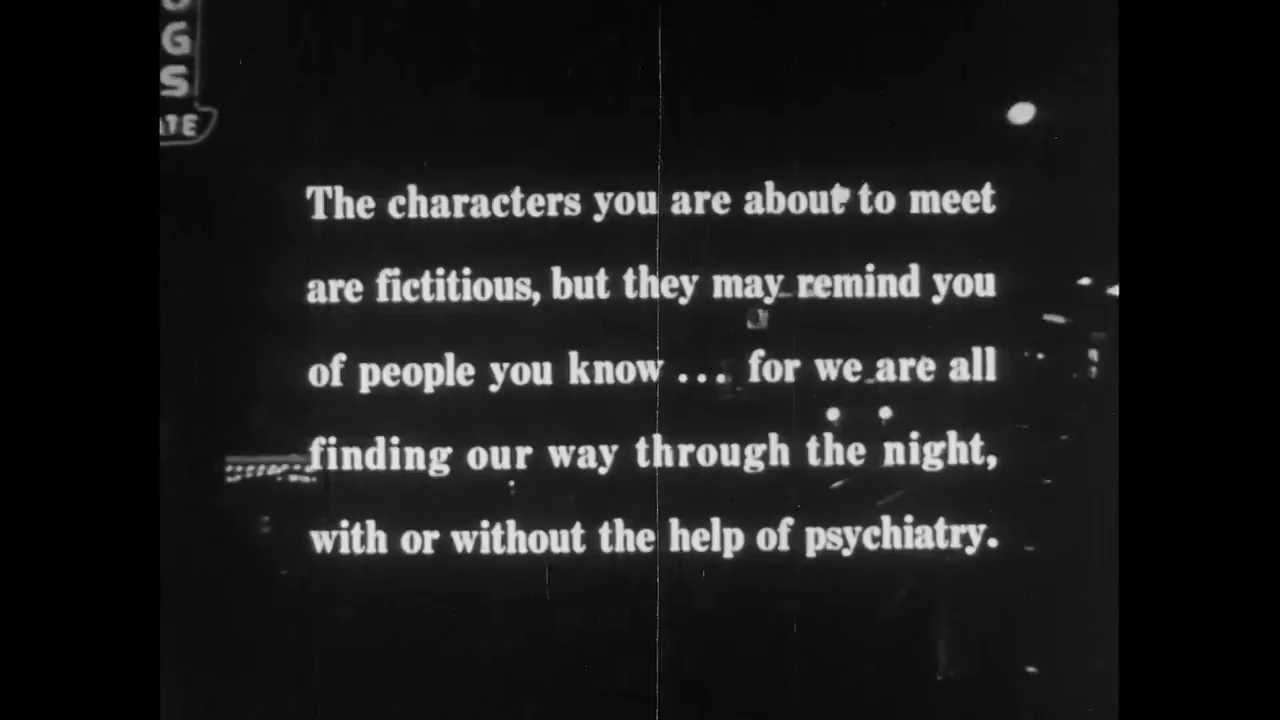 G
S
ATE
The characters you are about to meet
are fictitious, but they may remind you
of people you know ... for we are all
finding our way through the night,
with or without the help of psychiatry.